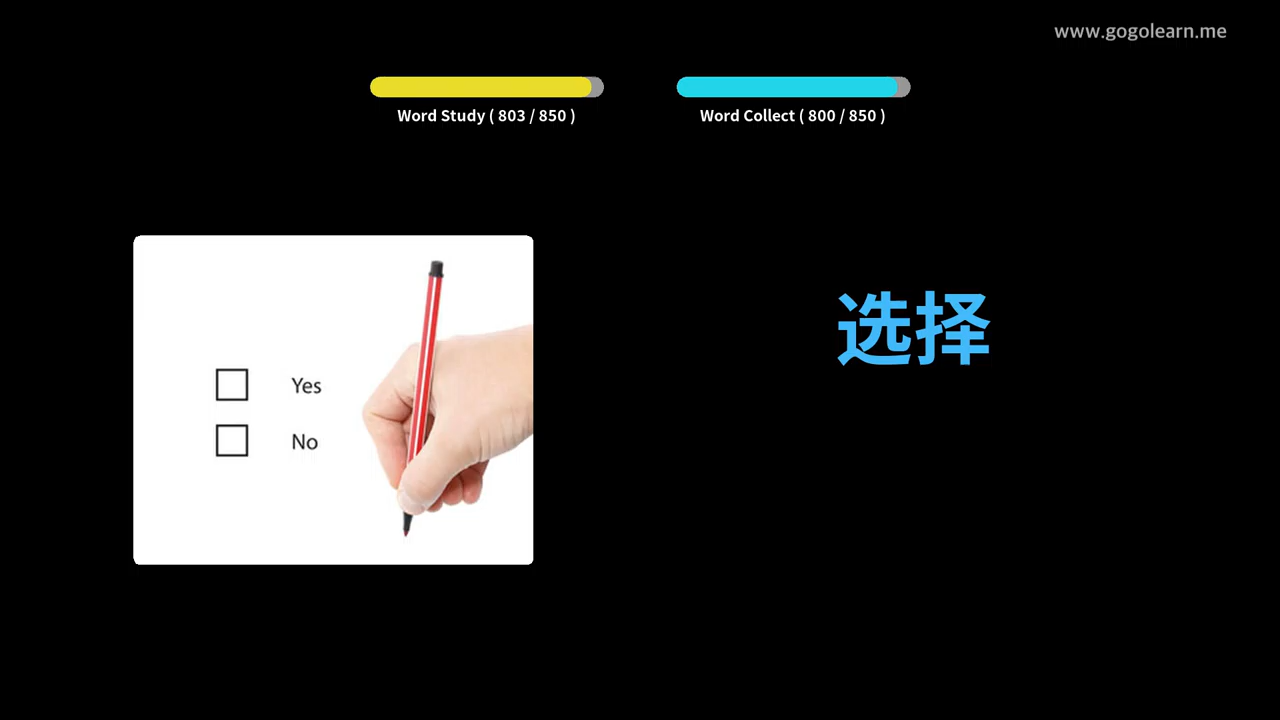 www.gogolearn.me
Word Study ( 803 / 850 )
Word Collect ( 800 / 850 )
Yes
No
选择